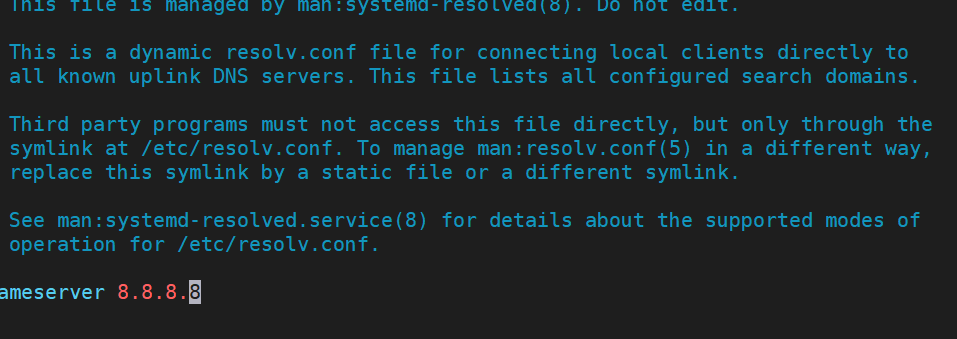 This file is managed by man:systemd-resolved(8). Do not edit.
This is a dynamic resolv.conf file for connecting local clients directly to
all known uplink DNS servers. This file lists all configured search domains.
Third party programs must not access this file directly, but only through the
symlink at /etc/resolv.conf. To manage man:resolv.conf(5) in a different way,
replace this symlink by a static file or a different symlink.
See man:systemd-resolved.service(8) for details about the supported modes of
operation for /etc/resolv.conf.
ameserver 8.8.8.8